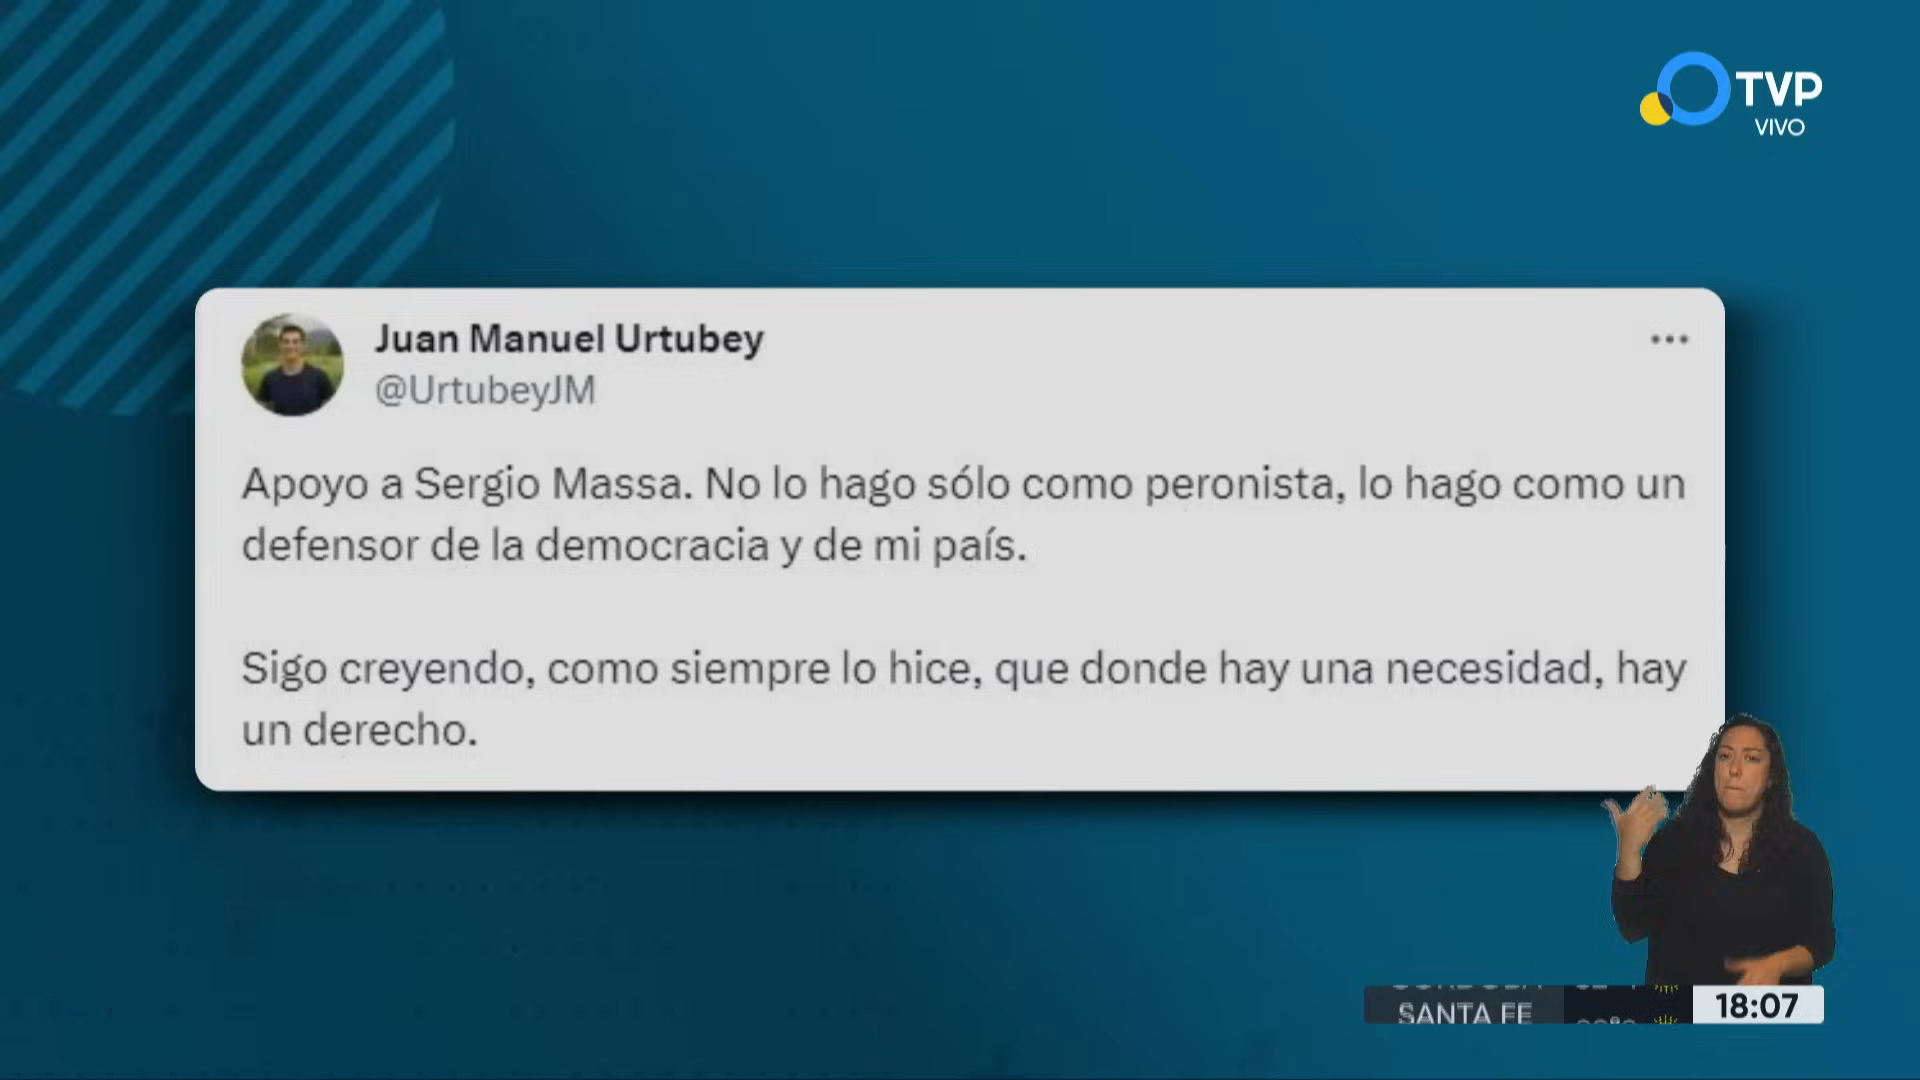 TVP
VIVO
Juan Manuel Urtubey
@UrtubeyJM
Apoyo a Sergio Massa. No lo hago sólo como peronista, lo hago como un
defensor de la democracia y de mi país.
Sigo creyendo, como siempre lo hice, que donde hay una necesidad, hay
un derecho.
SANTA FE
18:07